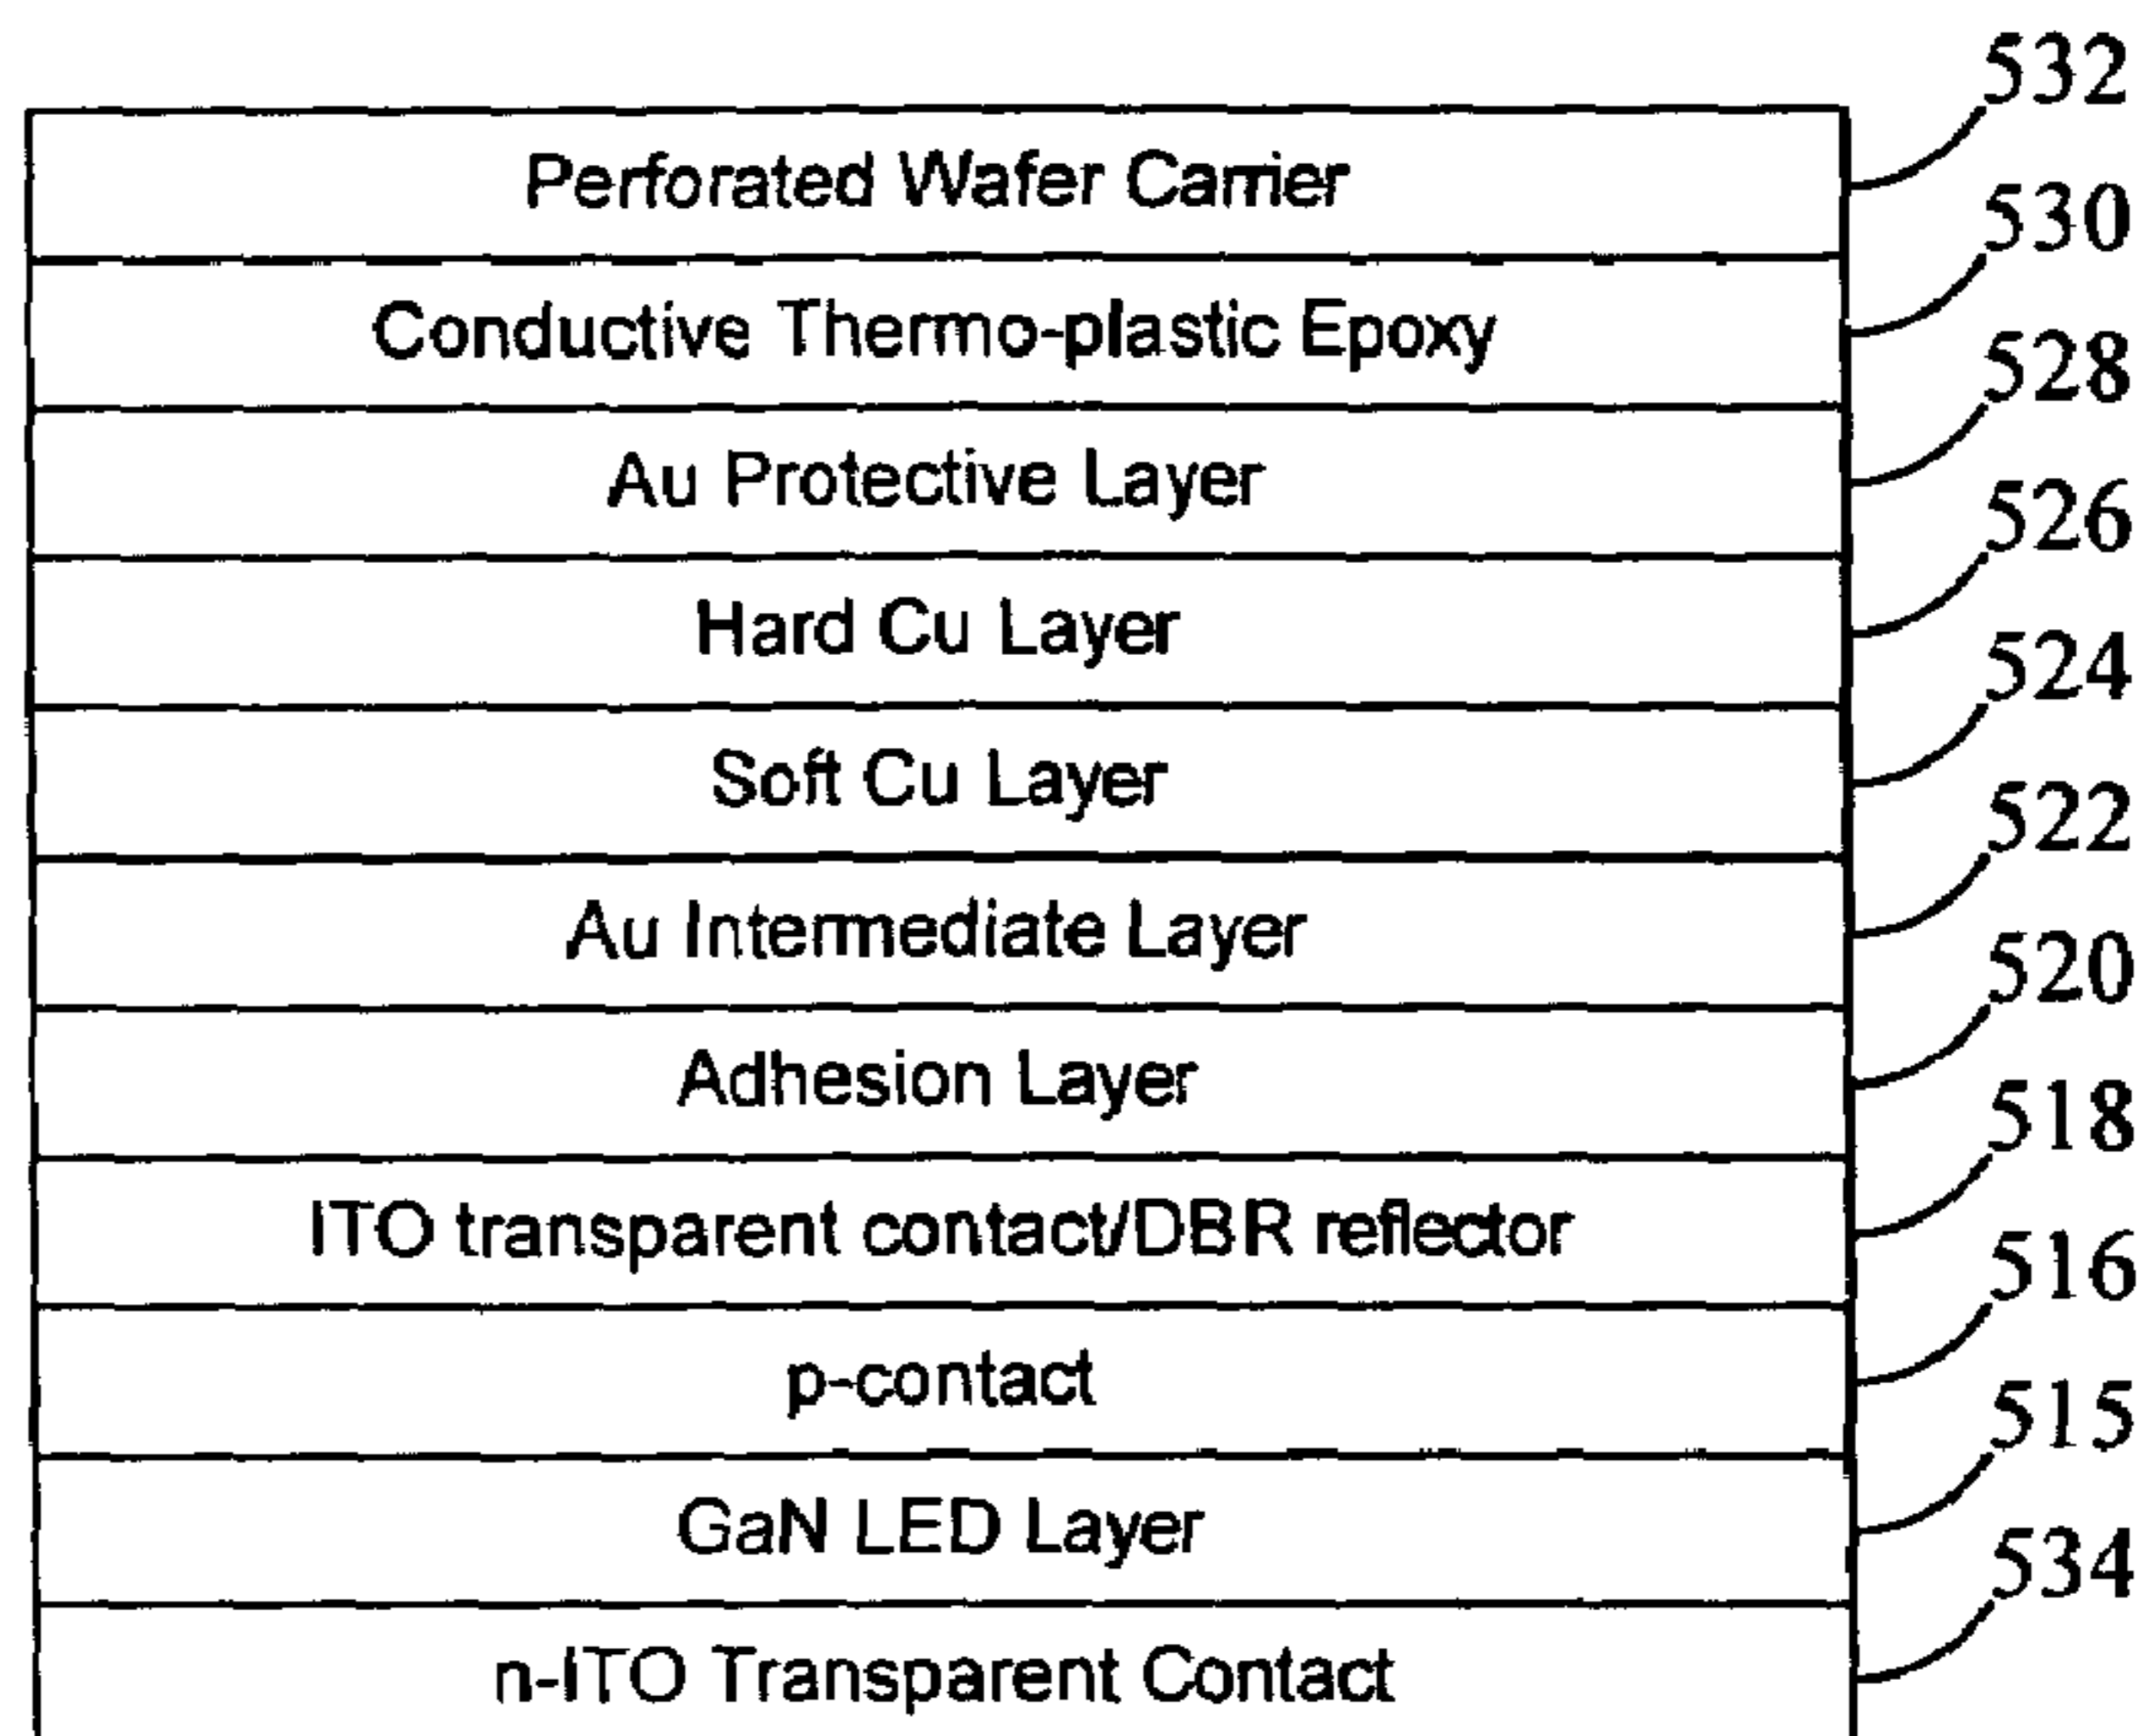 532
Perforated Wafer Carrier
530
Conductive Thermo-plastic Epoxy
528
Au Protective Layer
526
Hard Cu Layer
524
Soft Cu Layer
522
Au Intermediate Layer
520
Adhesion Layer
518
ITO transparent contact/DBR reflector
516
p-contact
515
GaN LED Layer
534
n-ITO Transparent Contact